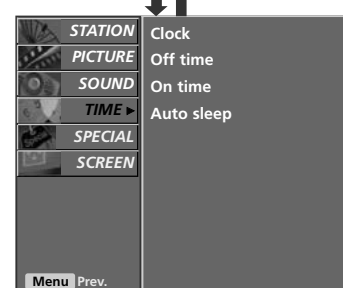 STATION
PICTURE
SOUND
TIME ►
SPECIAL
SCREEN
Clock
Off time
On time
Auto sleep
Menu Prev.